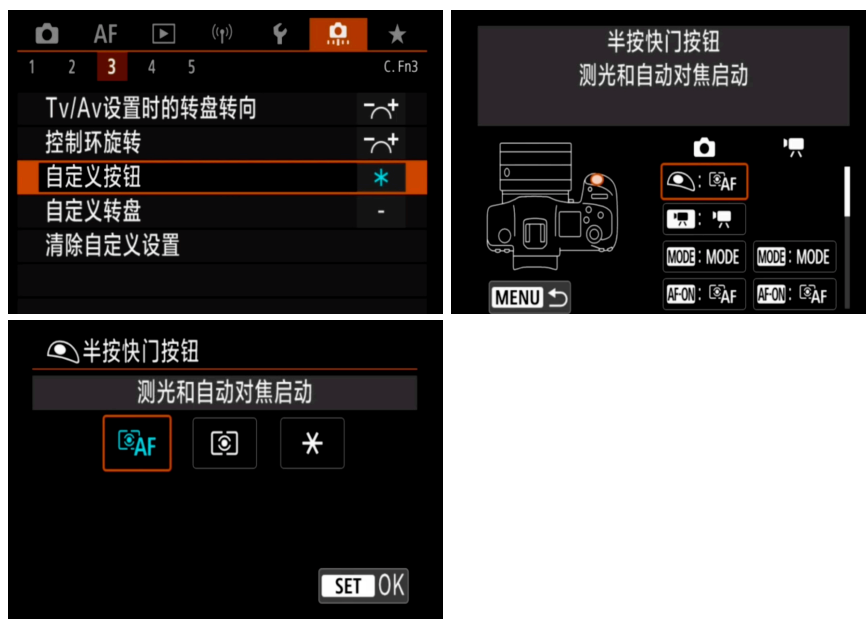 AF
1 2 3 4 5 C.Fn3
Tv/Av设置时的转盘转向
控制环旋转
自定义按钮
自定义转盘 -
清除自定义设置
半按快门按钮
测光和自动对焦启动
: AF
:
MODE: MODE MODE: MODE
AF-ON: AF AF-ON: AF
MENU
半按快门按钮
测光和自动对焦启动
AF
SET OK